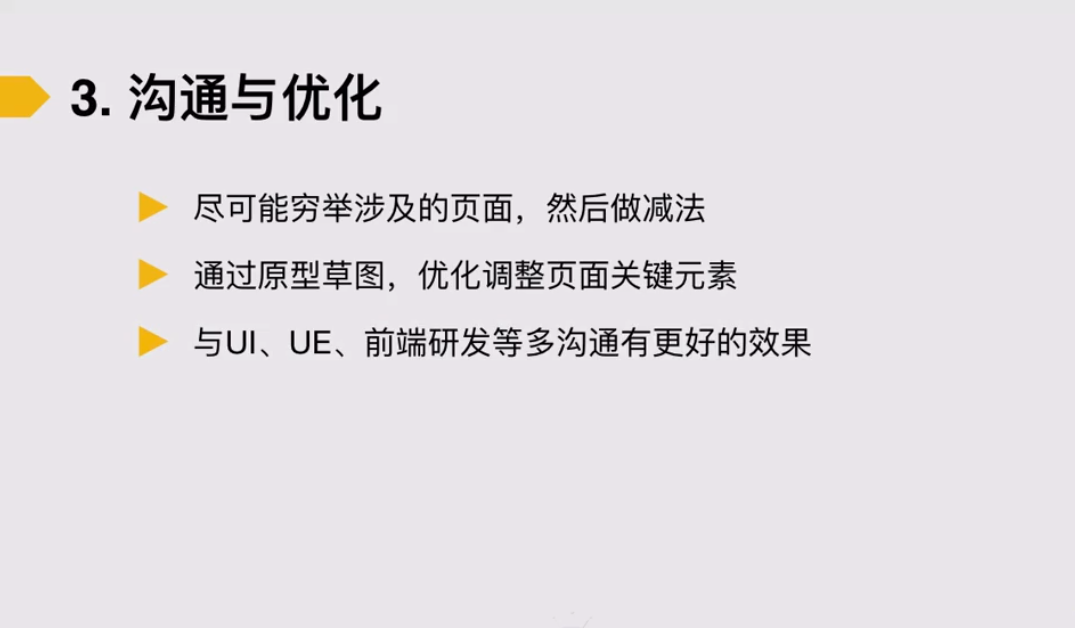 3. 沟通与优化
尽可能穷举涉及的页面，然后做减法
通过原型草图，优化调整页面关键元素
与UI、UE、前端研发等多沟通有更好的效果